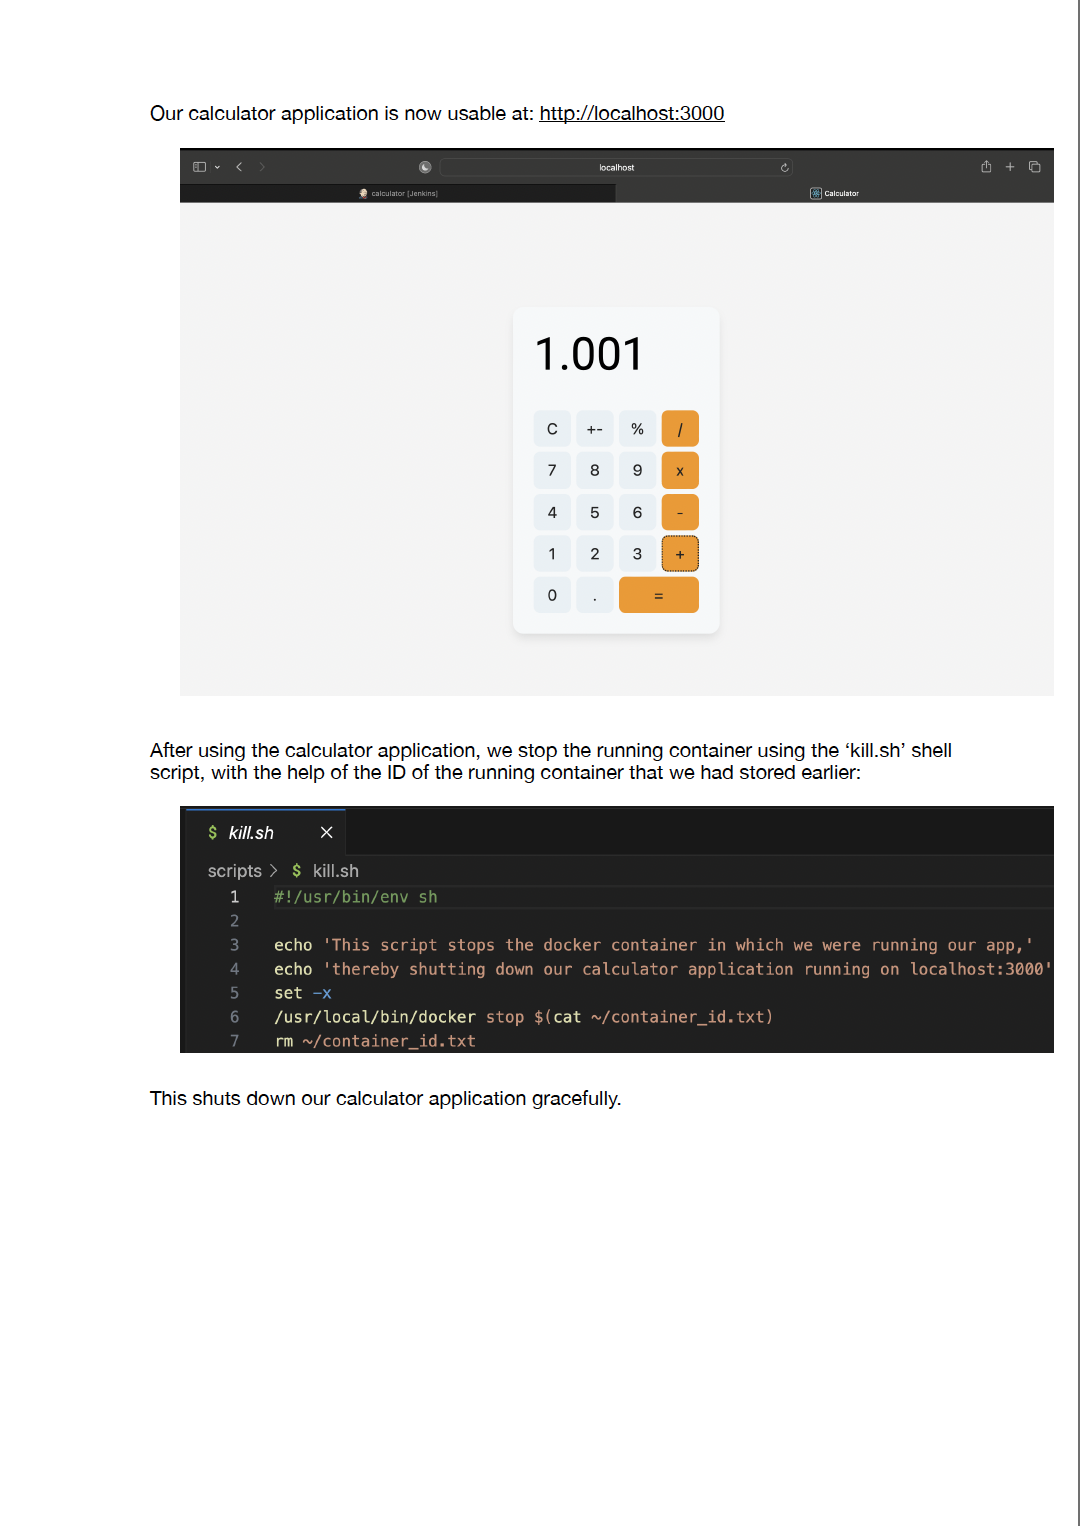 Our calculator application is now usable at: http://localhost:3000
localhost
calculator [Jenkins]
Calculator
1.001
C +- % /
7 8 9 x
4 5 6 -
1 2 3 +
0 . =
After using the calculator application, we stop the running container using the ‘kill.sh’ shell
script, with the help of the ID of the running container that we had stored earlier:
$ kill.sh
scripts > $ kill.sh
1 #!/usr/bin/env sh
2
3 echo 'This script stops the docker container in which we were running our app,'
4 echo 'thereby shutting down our calculator application running on localhost:3000'
5 set -x
6 /usr/local/bin/docker stop $(cat ~/container_id.txt)
7 rm ~/container_id.txt
This shuts down our calculator application gracefully.